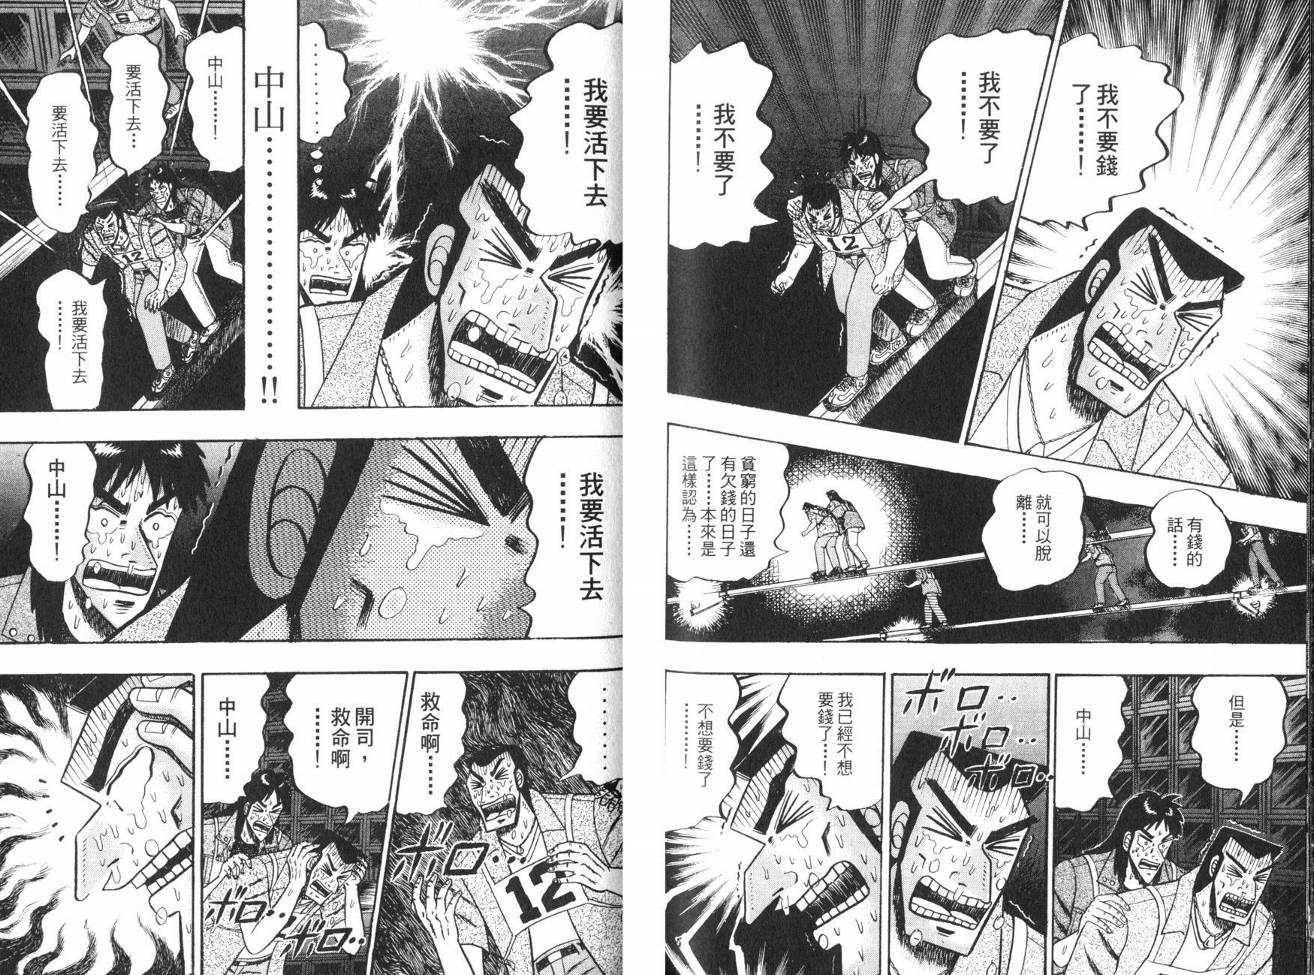 我不要錢
了⋯⋯！
我不要了
⋯⋯！
我不要了
⋯⋯！
12
有錢的
話⋯⋯
就可以脫
離⋯⋯
貧窮的日子還
有欠錢的日子
了⋯⋯本來是
這樣認為⋯⋯
但是⋯⋯
中山⋯⋯
ボロ‥
ボロ‥
ボロ‥
我已經不想
要錢了⋯！
不想要錢了
⋯⋯！
我要活下去
⋯⋯！
⋯⋯⋯
中山⋯⋯⋯⋯⋯⋯⋯⋯!!
中山⋯⋯！
要活下去⋯
要活下去⋯⋯
我要活下去
⋯⋯！
6
12
我要活下去
⋯⋯！
中山⋯⋯！
⋯⋯⋯
救命啊⋯⋯
ボロ‥
12
開司，
救命啊
⋯⋯！
中山⋯⋯
ボロ‥
ボロ‥